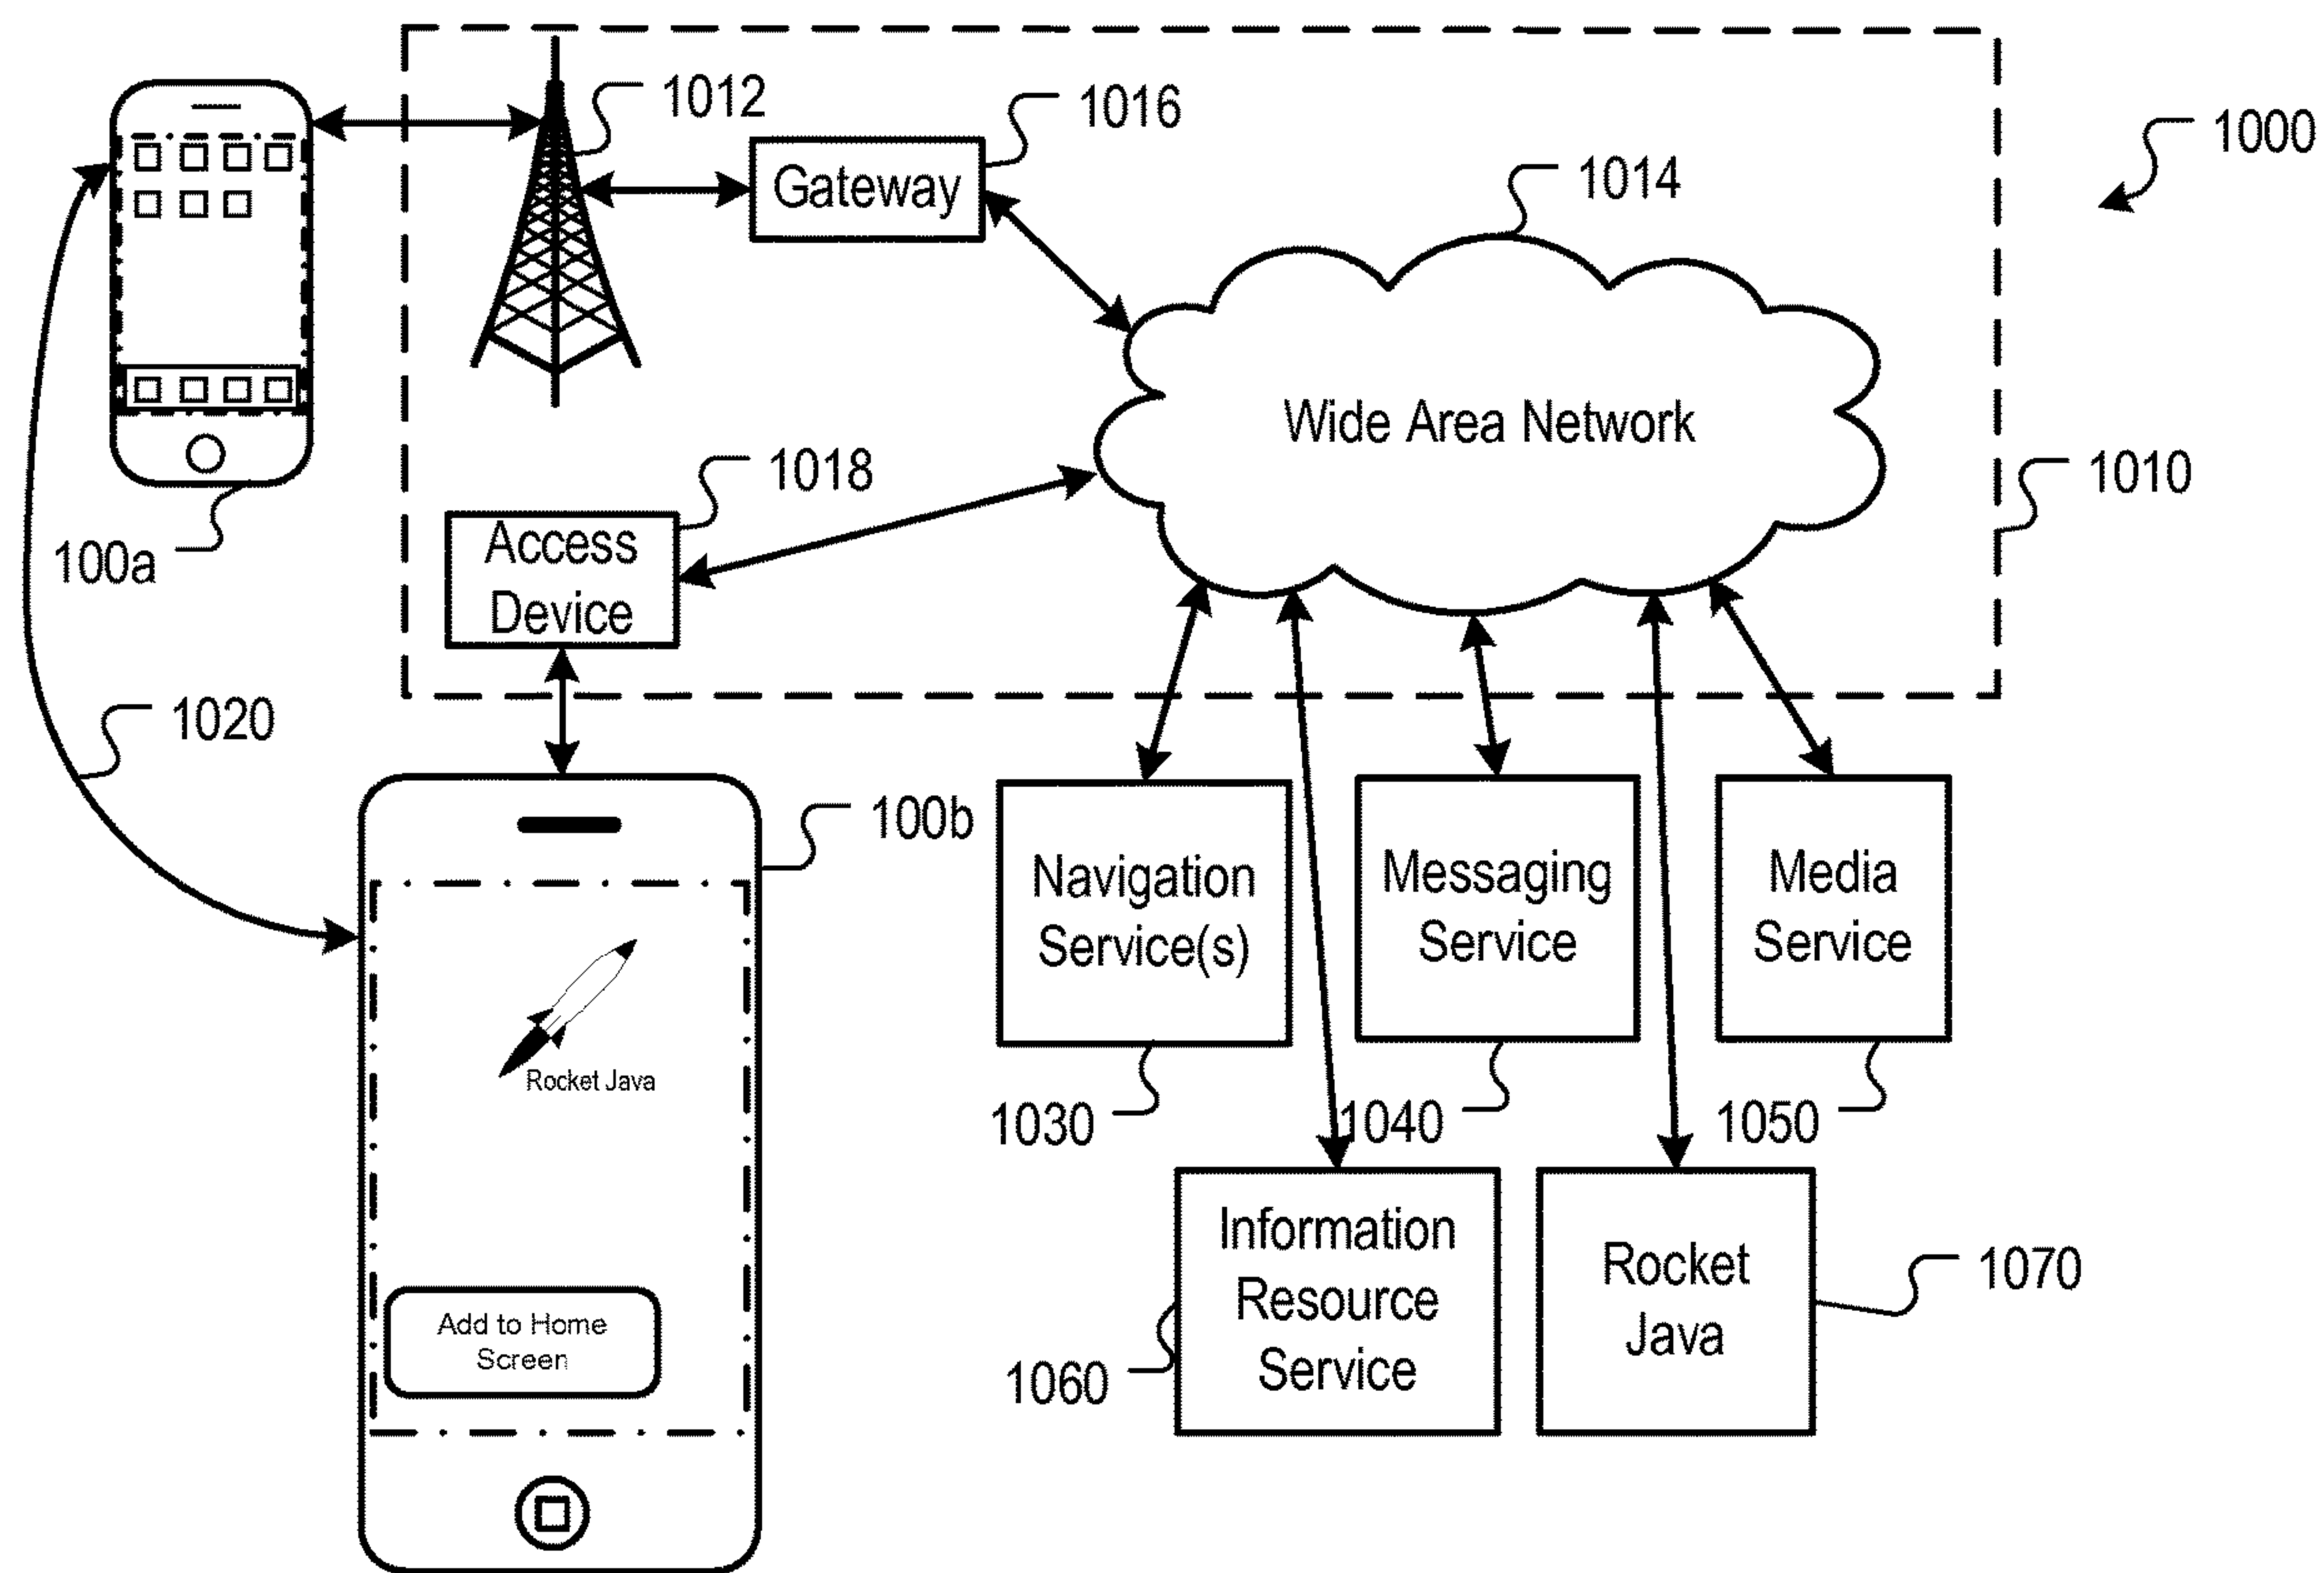 1012
1016
1000
Gateway
1014
Wide Area Network
1018
1010
100a
Access
Device
1020
100b
Navigation
Service(s)
Messaging
Service
Media
Service
Rocket Java
1030
1040
1050
Information
Resource
Service
Rocket
Java
1070
Add to Home
Screen
1060